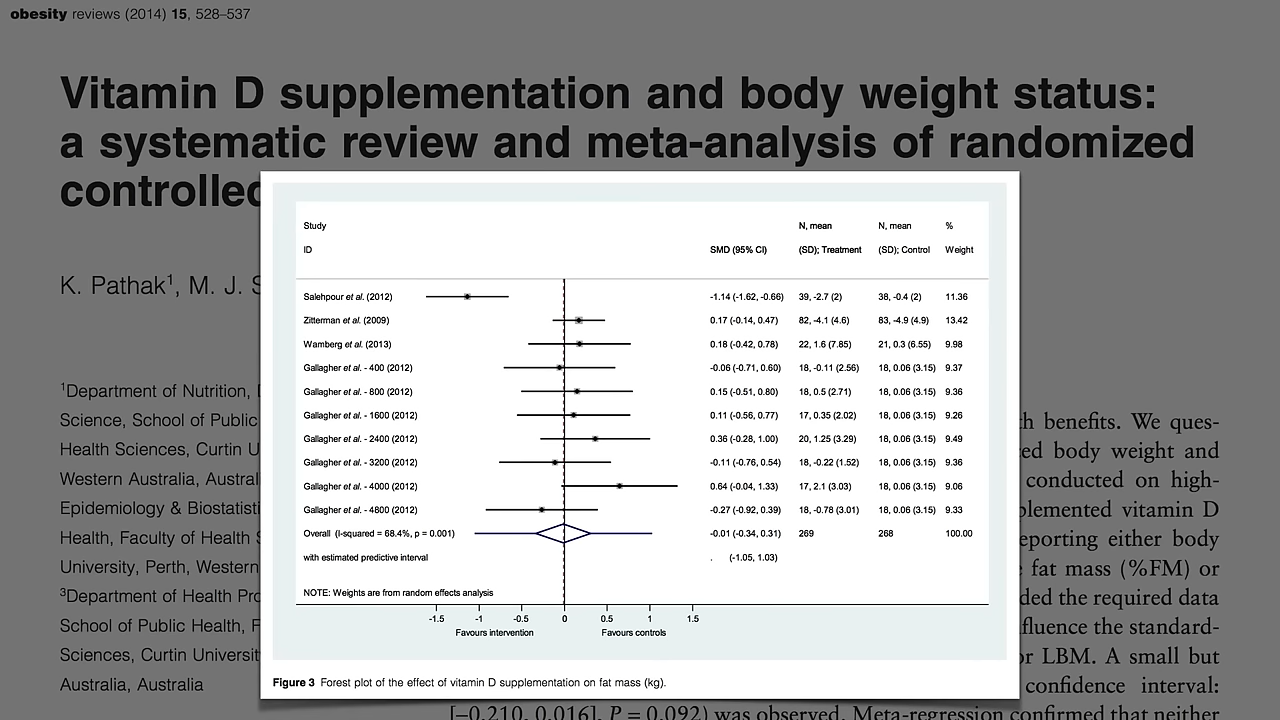 obesity reviews (2014) 15, 528–537
Vitamin D supplementation and body weight status:
a systematic review and meta-analysis of randomized
controlled
K. Pathak¹, M. J. S
¹Department of Nutrition,
Science, School of Public
Health Sciences, Curtin U
Western Australia, Austral
Epidemiology & Biostatisti
Health, Faculty of Health S
University, Perth, Western
³Department of Health Pro
School of Public Health, F
Sciences, Curtin Universit
Australia, Australia
th benefits. We ques-
ted body weight and
conducted on high-
plemented vitamin D
eporting either body
fat mass (%FM) or
ded the required data
fluence the standard-
or LBM. A small but
confidence interval:
[−0.210, 0.016], P = 0.092) was observed. Meta-regression confirmed that neither
Study N, mean N, mean %
ID SMD (95% CI) (SD); Treatment (SD); Control Weight
Salehpour et al. (2012) -1.14 (-1.62, -0.66) 39, -2.7 (2) 38, -0.4 (2) 11.36
Zitterman et al. (2009) 0.17 (-0.14, 0.47) 82, -4.1 (4.6) 83, -4.9 (4.9) 13.42
Wamberg et al. (2013) 0.18 (-0.42, 0.78) 22, 1.6 (7.85) 21, 0.3 (6.55) 9.98
Gallagher et al. - 400 (2012) -0.06 (-0.71, 0.60) 18, -0.11 (2.56) 18, 0.06 (3.15) 9.37
Gallagher et al. - 800 (2012) 0.15 (-0.51, 0.80) 18, 0.5 (2.71) 18, 0.06 (3.15) 9.36
Gallagher et al. - 1600 (2012) 0.11 (-0.56, 0.77) 17, 0.35 (2.02) 18, 0.06 (3.15) 9.26
Gallagher et al. - 2400 (2012) 0.36 (-0.28, 1.00) 20, 1.25 (3.29) 18, 0.06 (3.15) 9.49
Gallagher et al. - 3200 (2012) -0.11 (-0.76, 0.54) 18, -0.22 (1.52) 18, 0.06 (3.15) 9.36
Gallagher et al. - 4000 (2012) 0.64 (-0.04, 1.33) 17, 2.1 (3.03) 18, 0.06 (3.15) 9.06
Gallagher et al. - 4800 (2012) -0.27 (-0.92, 0.39) 18, -0.78 (3.01) 18, 0.06 (3.15) 9.33
Overall (I-squared = 68.4%, p = 0.001) -0.01 (-0.34, 0.31) 269 268 100.00
with estimated predictive interval . (-1.05, 1.03)
NOTE: Weights are from random effects analysis
-1.5 -1 -0.5 0 0.5 1 1.5
Favours intervention Favours controls
Figure 3 Forest plot of the effect of vitamin D supplementation on fat mass (kg).